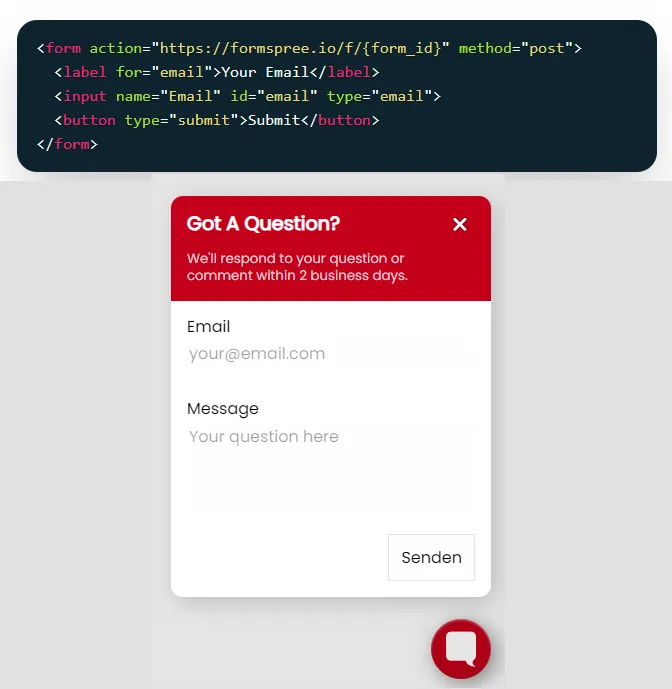 <form action="https://formspree.io/f/{form_id}" method="post">
<label for="email">Your Email</label>
<input name="Email" id="email" type="email">
<button type="submit">Submit</button>
</form>
Got A Question?
We'll respond to your question or
comment within 2 business days.
Email
your@email.com
Message
Your question here
Senden